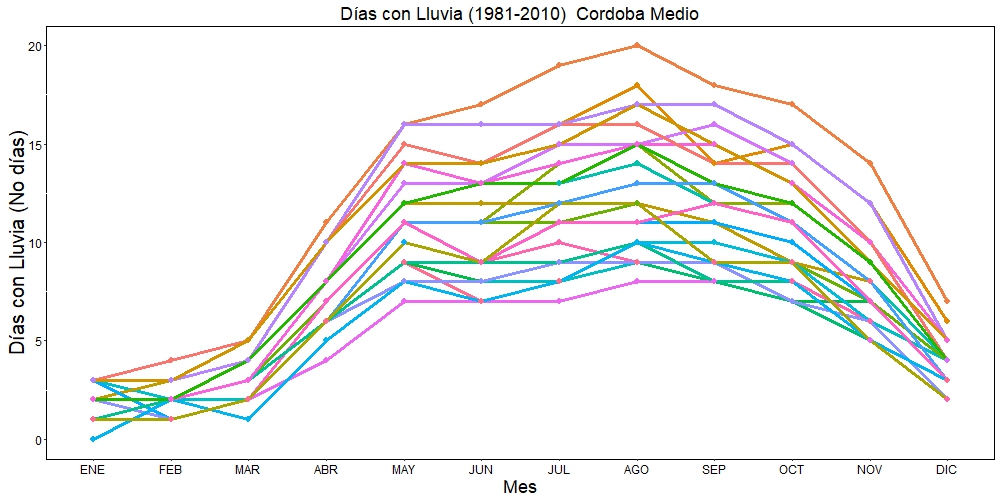 Días con Lluvia (1981-2010)  Cordoba Medio
Días con Lluvia (No días)
20
15
10
5
0
ENE FEB MAR ABR MAY JUN JUL AGO SEP OCT NOV DIC
Mes